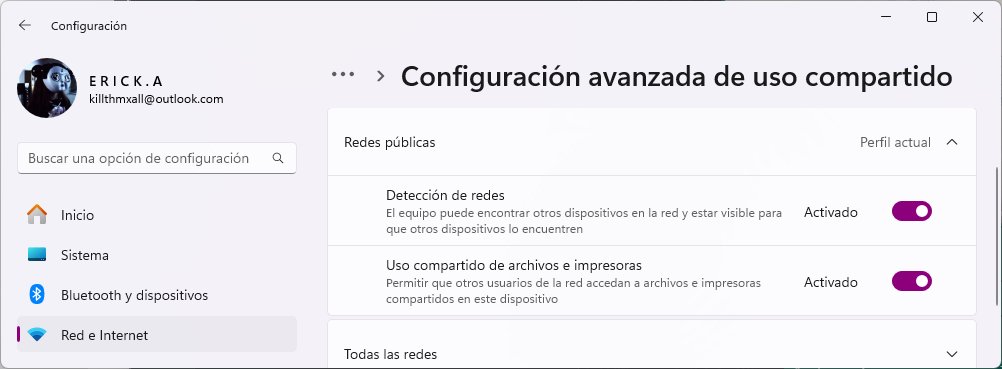 Configuración
E R I C K . A
killthmxall@outlook.com
Buscar una opción de configuración
Inicio
Sistema
Bluetooth y dispositivos
Red e Internet
··· > Configuración avanzada de uso compartido
Redes públicas
Perfil actual
Detección de redes
El equipo puede encontrar otros dispositivos en la red y estar visible para
que otros dispositivos lo encuentren
Activado
Uso compartido de archivos e impresoras
Permitir que otros usuarios de la red accedan a archivos e impresoras
compartidos en este dispositivo
Activado
Todas las redes